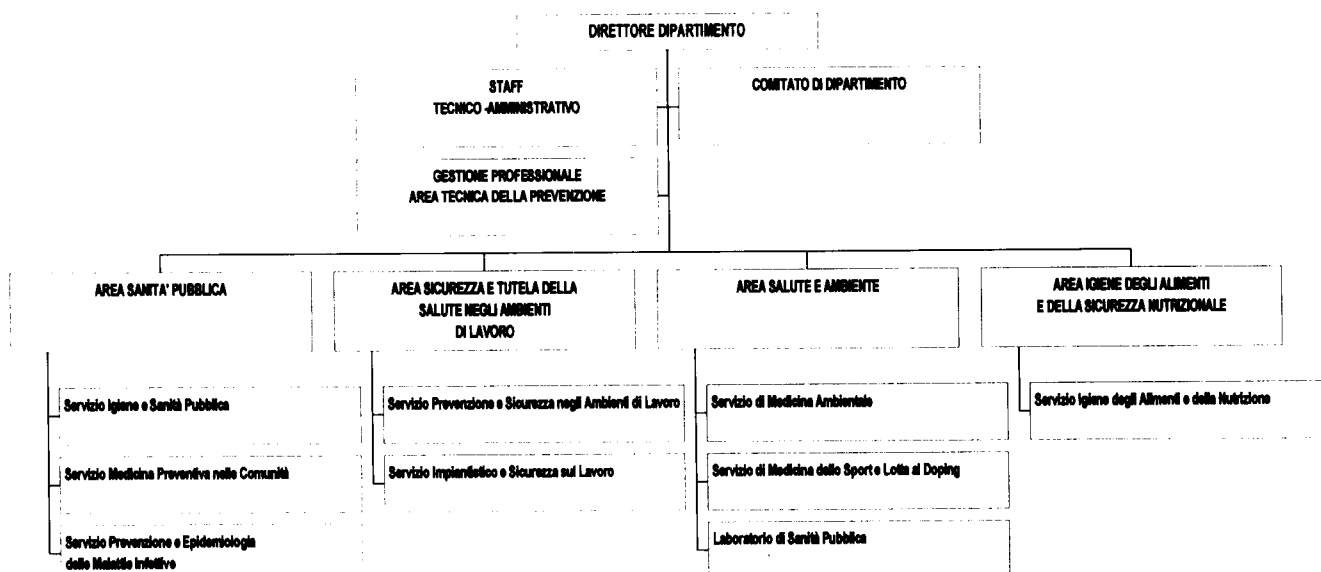 DIRETTORE DIPARTIMENTO
STAFF
TECNICO -AMMINISTRATIVO
COMITATO DI DIPARTIMENTO
GESTIONE PROFESSIONALE
AREA TECNICA DELLA PREVENZIONE
AREA SANITA' PUBBLICA
AREA SICUREZZA E TUTELA DELLA
SALUTE NEGLI AMBIENTI
DI LAVORO
AREA SALUTE E AMBIENTE
AREA IGIENE DEGLI ALIMENTI
E DELLA SICUREZZA NUTRIZIONALE
Servizio Igiene e Sanità Pubblica
Servizio Medicina Preventiva nelle Comunità
Servizio Prevenzione e Epidemiologia
delle Malattie Infettive
Servizio Prevenzione e Sicurezza negli Ambienti di Lavoro
Servizio Impiantistico e Sicurezza sul Lavoro
Servizio di Medicina Ambientale
Servizio di Medicina dello Sport e Lotta al Doping
Laboratorio di Sanità Pubblica
Servizio Igiene degli Alimenti e della Nutrizione